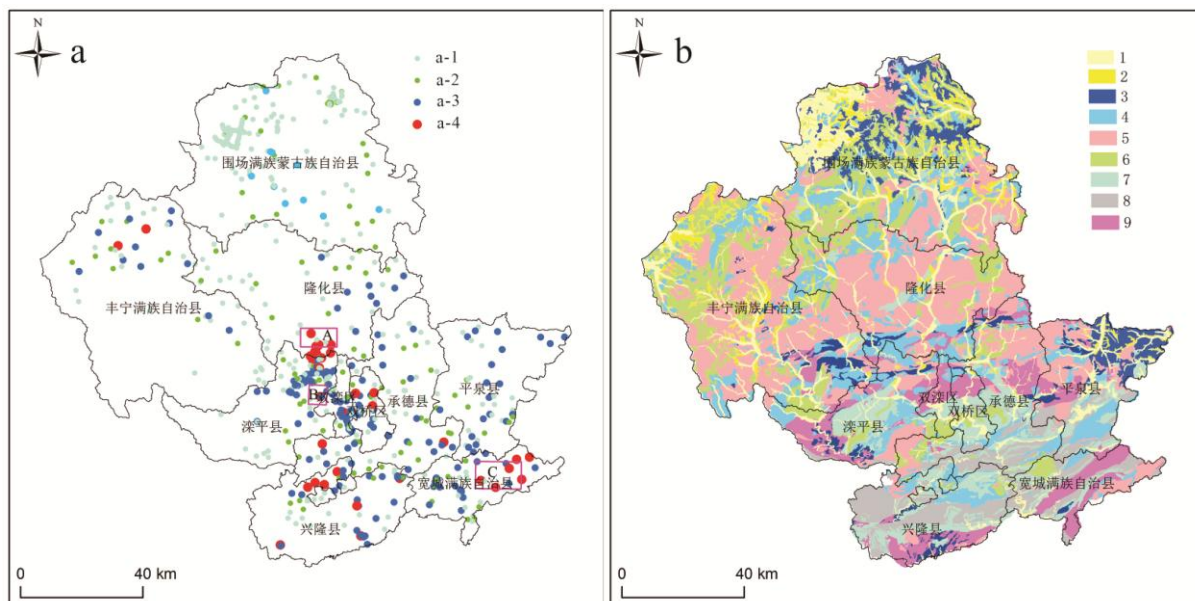 N
a
a-1
a-2
a-3
a-4
围场满族蒙古族自治县
丰宁满族自治县
隆化县
A
B
双滦区
双桥区
承德县
平泉县
滦平县
C
宽城满族自治县
兴隆县
0 40 km
N
b
1
2
3
4
5
6
7
8
9
围场满族蒙古族自治县
丰宁满族自治县
隆化县
双滦区
双桥区
承德县
平泉县
滦平县
宽城满族自治县
兴隆县
0 40 km